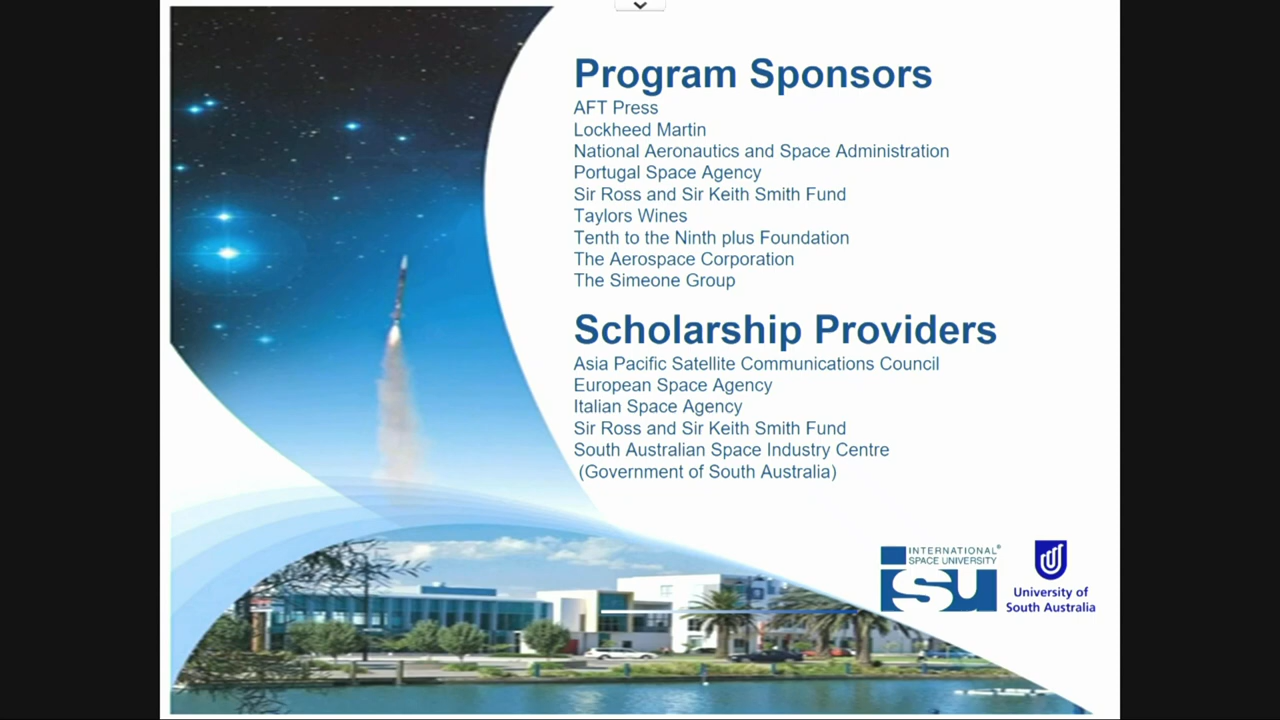 Program Sponsors
AFT Press
Lockheed Martin
National Aeronautics and Space Administration
Portugal Space Agency
Sir Ross and Sir Keith Smith Fund
Taylors Wines
Tenth to the Ninth plus Foundation
The Aerospace Corporation
The Simeone Group
Scholarship Providers
Asia Pacific Satellite Communications Council
European Space Agency
Italian Space Agency
Sir Ross and Sir Keith Smith Fund
South Australian Space Industry Centre
(Government of South Australia)
INTERNATIONAL®
SPACE UNIVERSITY
isu
University of
South Australia